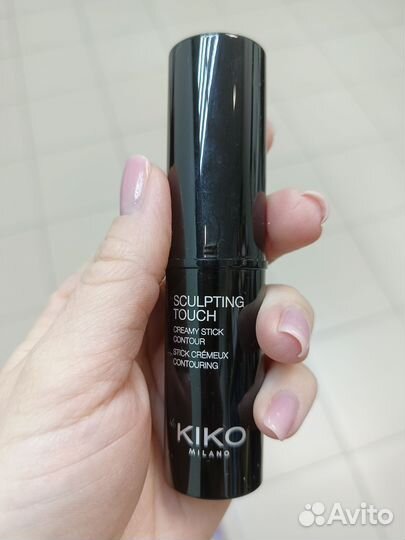 SCULPTING
TOUCH
CREAMY STICK
CONTOUR
STICK CRÉMEUX
CONTOURING
KIKO
MILANO
Avito